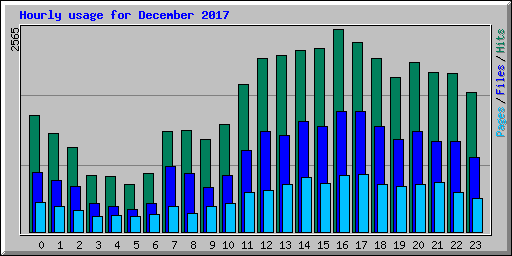 Hourly usage for December 2017
2565
Pages / Files / Hits
0 1 2 3 4 5 6 7 8 9 10 11 12 13 14 15 16 17 18 19 20 21 22 23